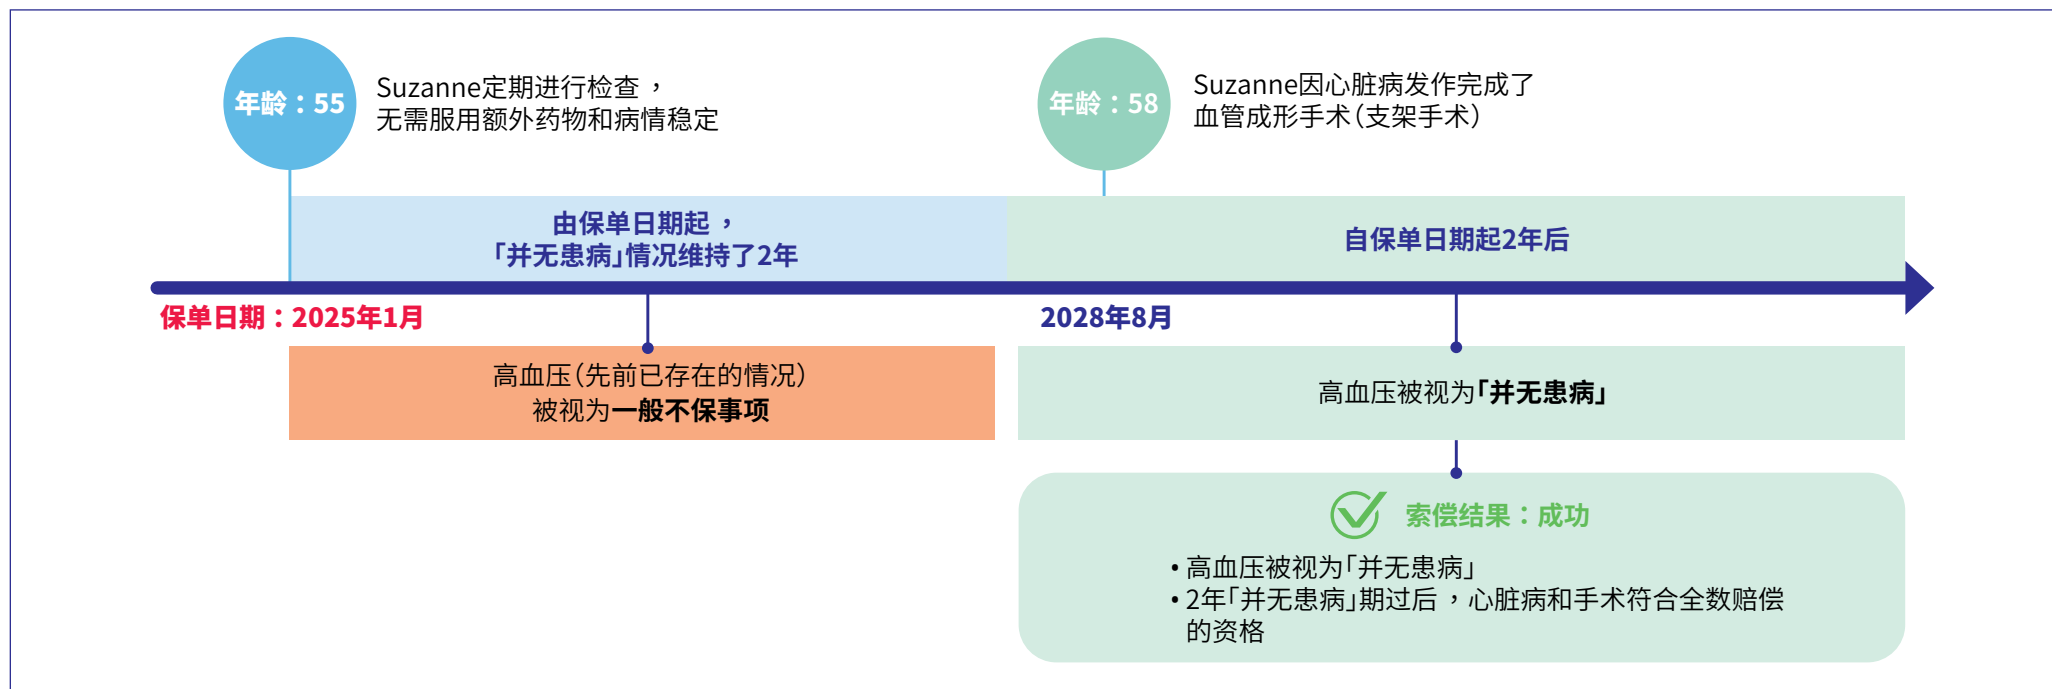 年龄：55
Suzanne定期进行检查，
无需服用额外药物和病情稳定
年龄：58
Suzanne因心脏病发作完成了
血管成形手术（支架手术）
由保单日期起，
「并无患病」情况维持了2年
自保单日期起2年后
保单日期：2025年1月
2028年8月
高血压（先前已存在的情况）
被视为一般不保事项
高血压被视为「并无患病」
索偿结果：成功
• 高血压被视为「并无患病」
• 2年「并无患病」期过后，心脏病和手术符合全数赔偿
的资格